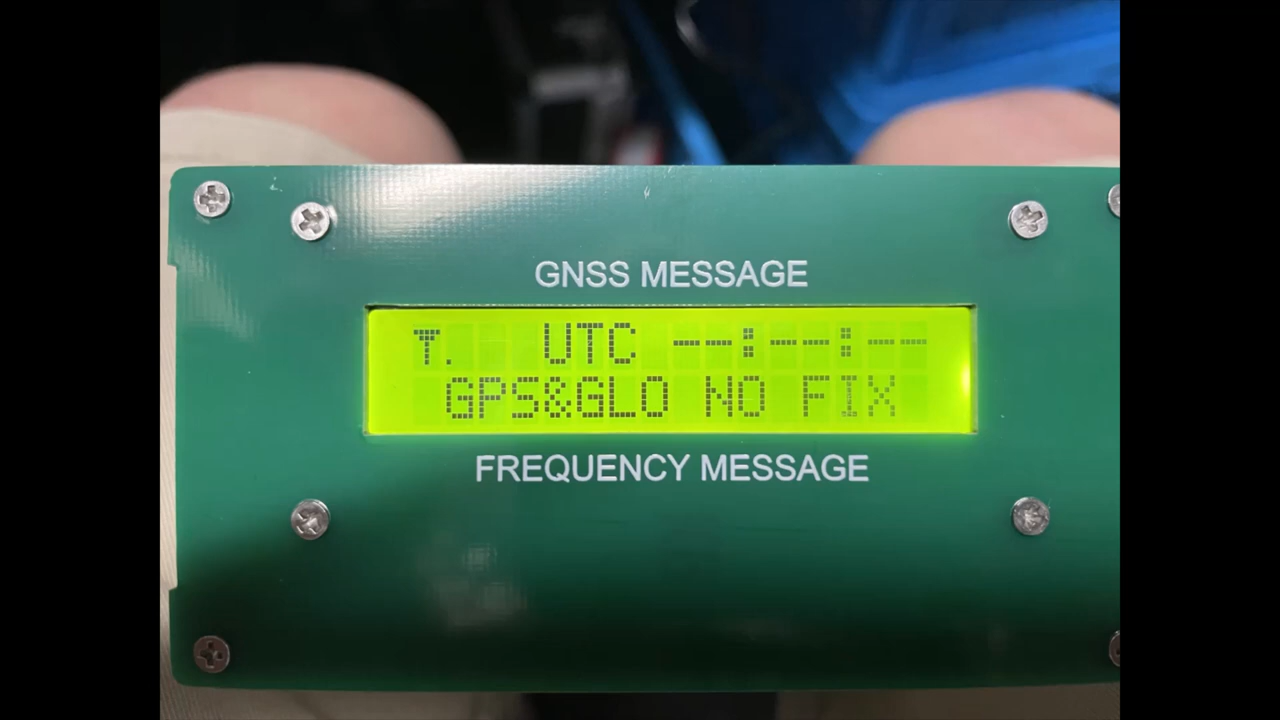 GNSS MESSAGE
UTC --:--:--
GPS&GLO NO FIX
FREQUENCY MESSAGE